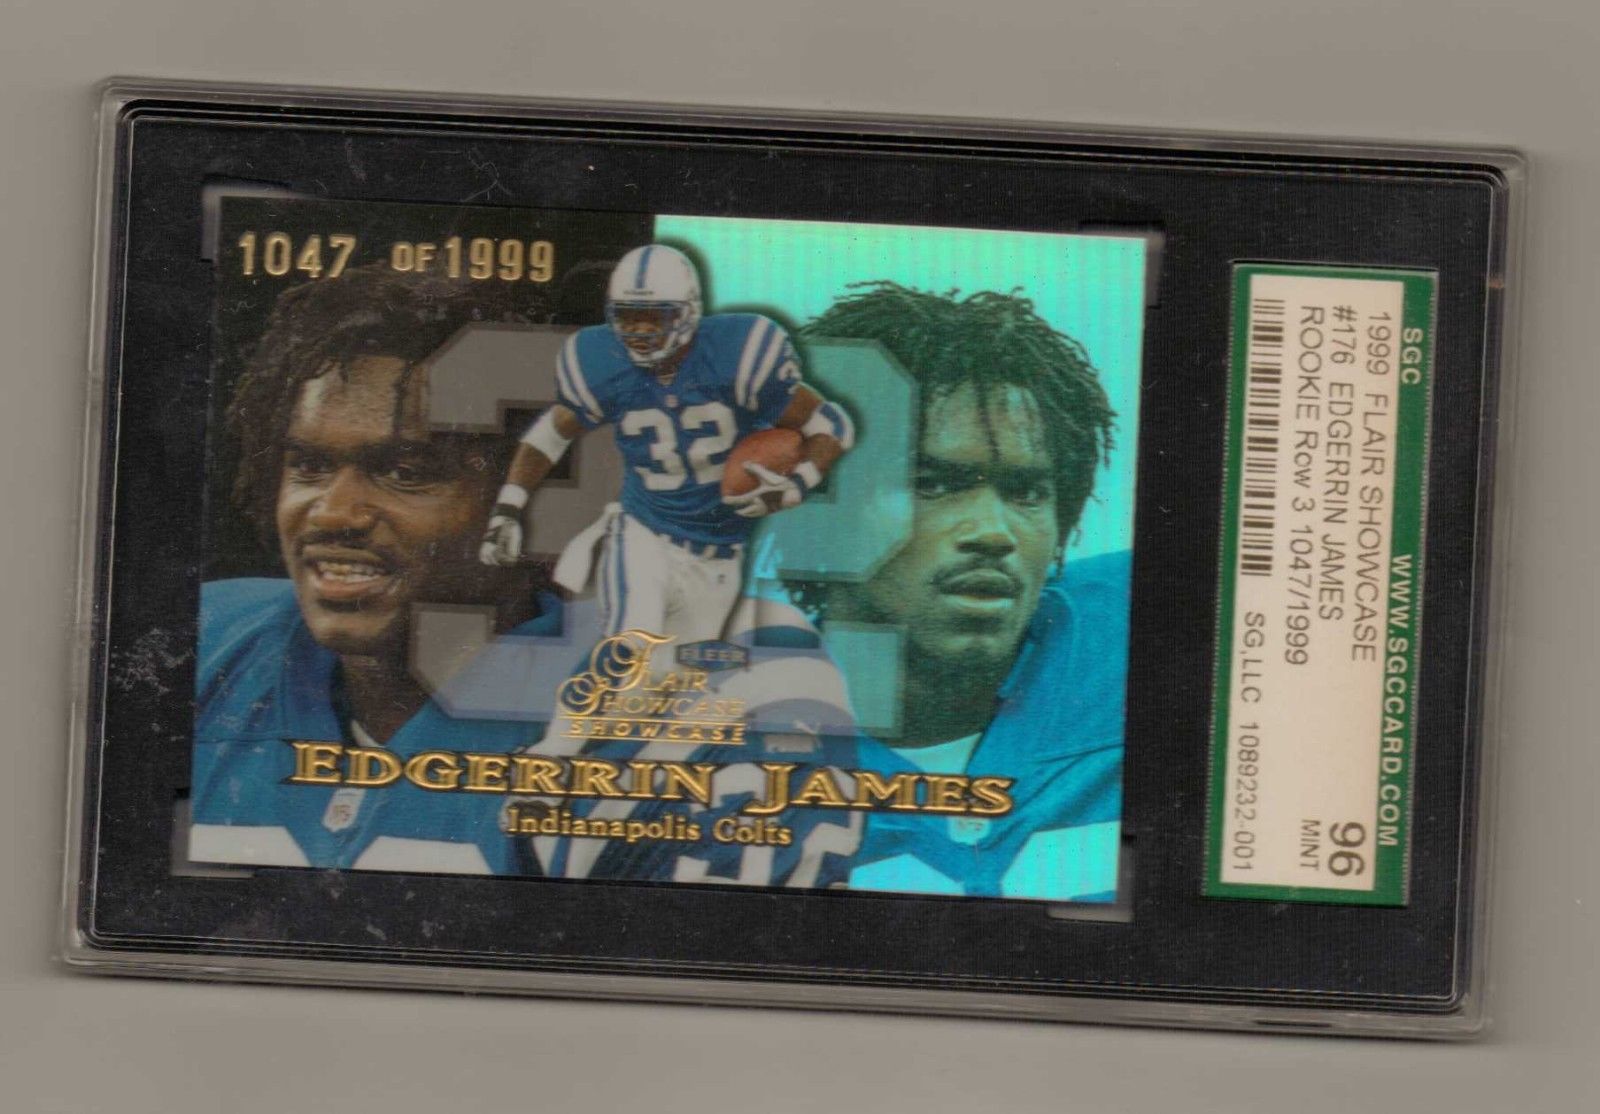 1047 OF 1999
32
32
FLEER
FLAIR
SHOWCASE
SHOWCASE
EDGERRIN JAMES
Indianapolis Colts
SGC WWW.SGCCARD.COM
1999 FLAIR SHOWCASE 96
#176 EDGERRIN JAMES MINT
ROOKIE Row 3 1047/1999
SG,LLC 1089232-001